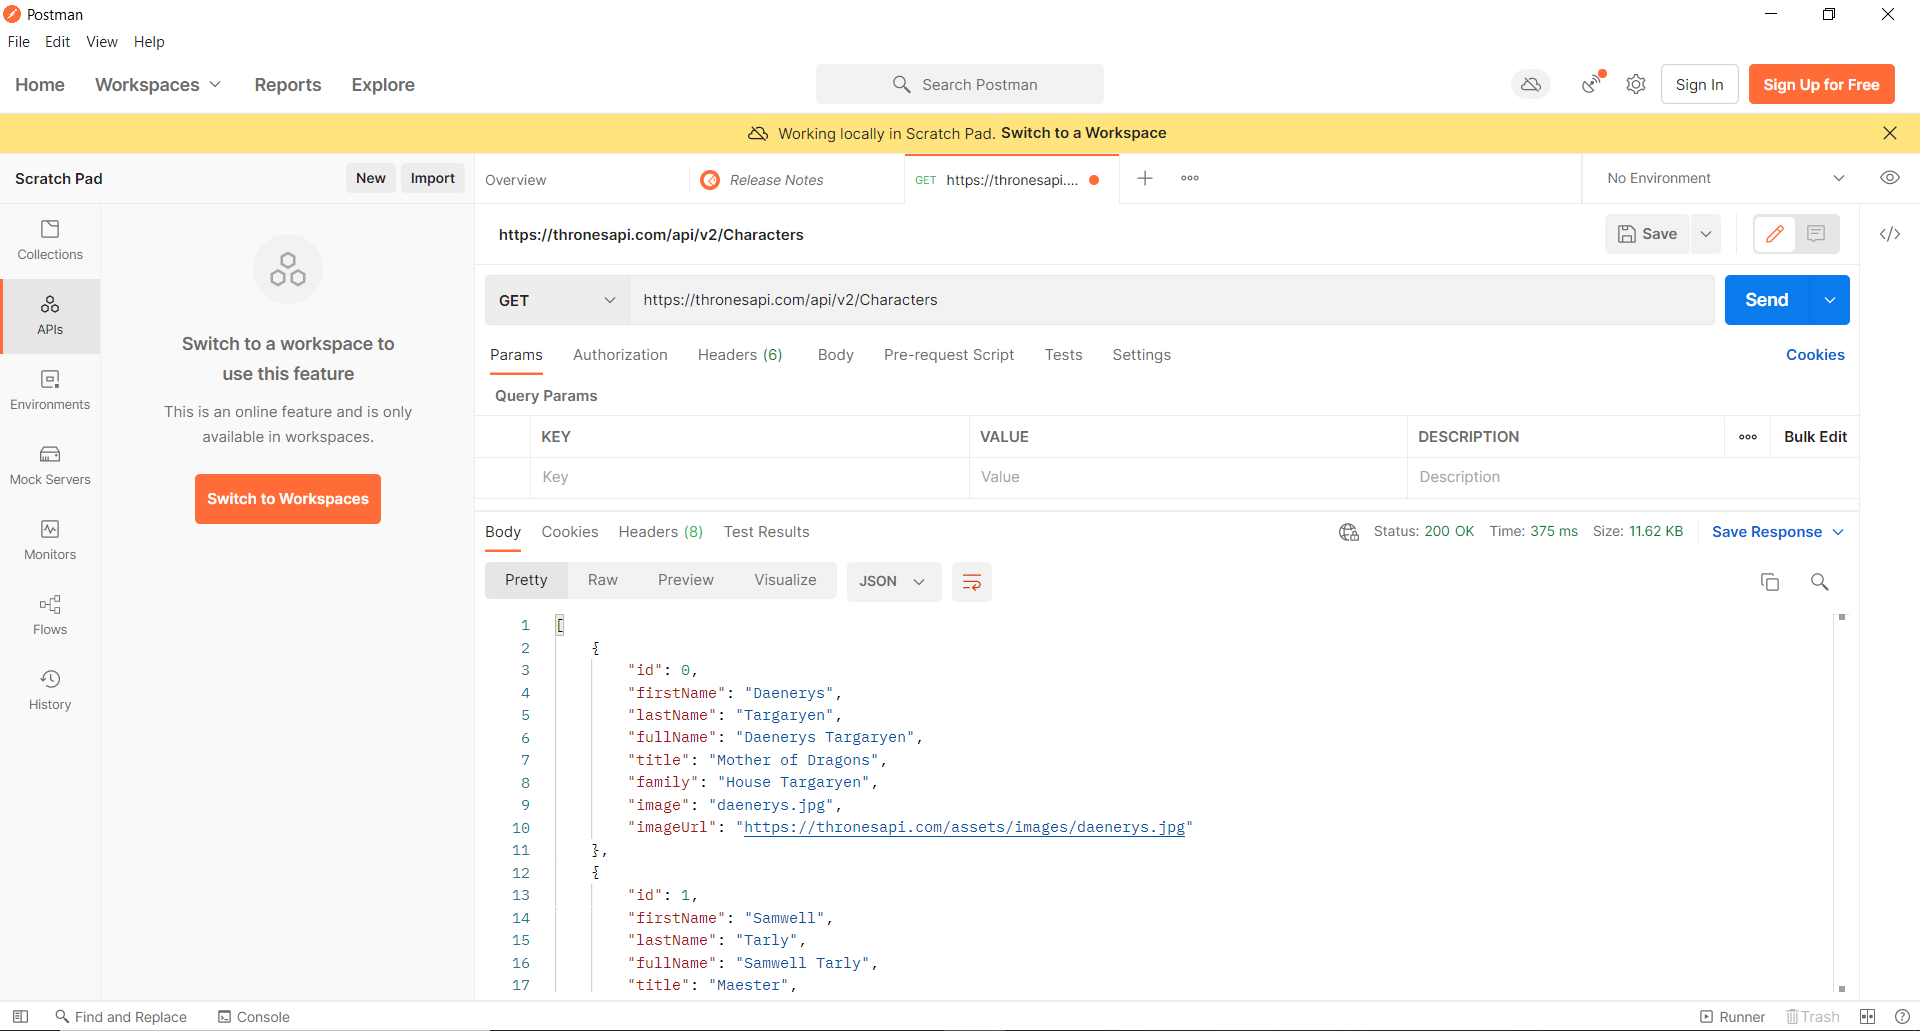 Postman
File Edit View Help
Home Workspaces Reports Explore Search Postman Sign In Sign Up for Free
Working locally in Scratch Pad. Switch to a Workspace
Scratch Pad New Import Overview Release Notes GET https://thronesapi.... No Environment
Collections
APIs
Environments
Mock Servers
Monitors
Flows
History
Switch to a workspace to
use this feature
This is an online feature and is only
available in workspaces.
Switch to Workspaces
https://thronesapi.com/api/v2/Characters Save </>
GET https://thronesapi.com/api/v2/Characters Send
Params Authorization Headers (6) Body Pre-request Script Tests Settings Cookies
Query Params
KEY VALUE DESCRIPTION Bulk Edit
Key Value Description
Body Cookies Headers (8) Test Results Status: 200 OK Time: 375 ms Size: 11.62 KB Save Response
Pretty Raw Preview Visualize JSON
1 [
2 {
3 "id": 0,
4 "firstName": "Daenerys",
5 "lastName": "Targaryen",
6 "fullName": "Daenerys Targaryen",
7 "title": "Mother of Dragons",
8 "family": "House Targaryen",
9 "image": "daenerys.jpg",
10 "imageUrl": "https://thronesapi.com/assets/images/daenerys.jpg"
11 },
12 {
13 "id": 1,
14 "firstName": "Samwell",
15 "lastName": "Tarly",
16 "fullName": "Samwell Tarly",
17 "title": "Maester",
Find and Replace Console Runner Trash